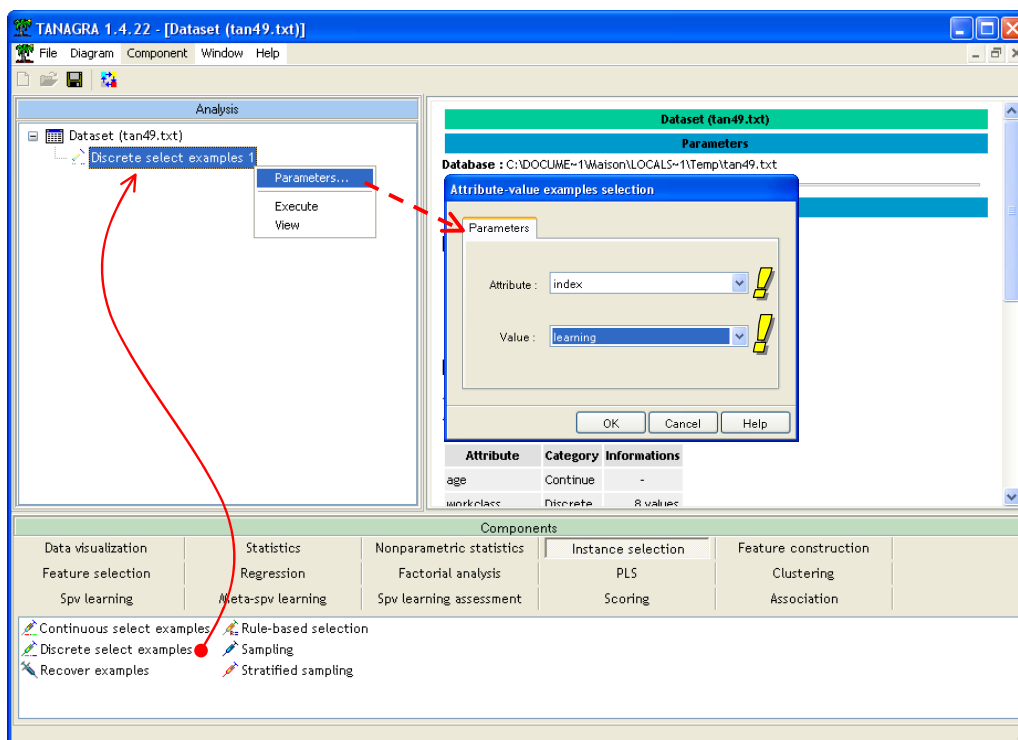 TANAGRA 1.4.22 - [Dataset (tan49.txt)]
File Diagram Component Window Help
Analysis
Dataset (tan49.txt)
Discrete select examples 1
Parameters...
Execute
View
Dataset (tan49.txt)
Parameters
Database : C:\DOCUME~1\Maison\LOCALS~1\Temp\tan49.txt
Attribute-value examples selection
Parameters
Attribute : index
Value : learning
OK Cancel Help
Attribute Category Informations
age Continue -
workclass Discrete 8 values
Components
Data visualization Statistics Nonparametric statistics Instance selection Feature construction
Feature selection Regression Factorial analysis PLS Clustering
Spv learning Meta-spv learning Spv learning assessment Scoring Association
Continuous select examples Rule-based selection
Discrete select examples Sampling
Recover examples Stratified sampling